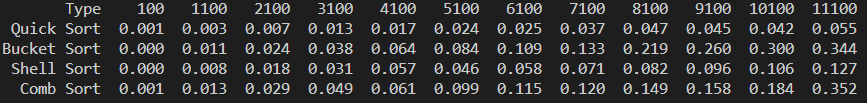 Type 100 1100 2100 3100 4100 5100 6100 7100 8100 9100 10100 11100
Quick Sort 0.001 0.003 0.007 0.013 0.017 0.024 0.025 0.037 0.047 0.045 0.042 0.055
Bucket Sort 0.000 0.011 0.024 0.038 0.064 0.084 0.109 0.133 0.219 0.260 0.300 0.344
Shell Sort 0.000 0.008 0.018 0.031 0.057 0.046 0.058 0.071 0.082 0.096 0.106 0.127
Comb Sort 0.001 0.013 0.029 0.049 0.061 0.099 0.115 0.120 0.149 0.158 0.184 0.352